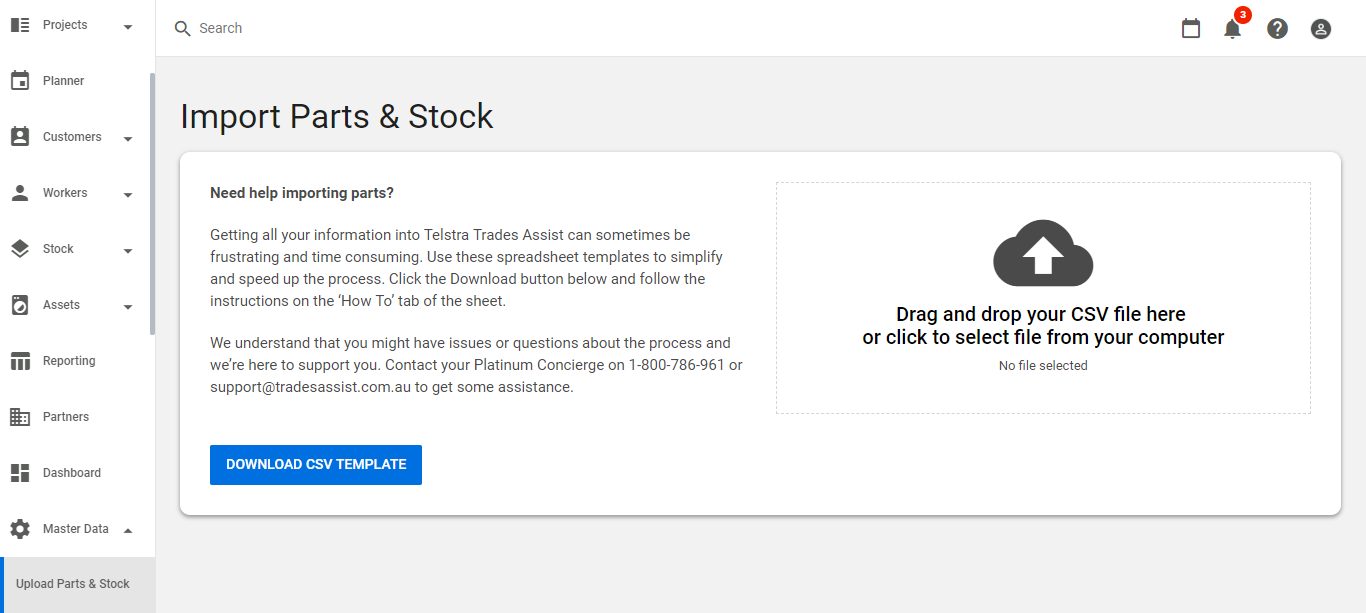 Projects
Planner
Customers
Workers
Stock
Assets
Reporting
Partners
Dashboard
Master Data
Upload Parts & Stock
Search
3
Import Parts & Stock
Need help importing parts?
Getting all your information into Telstra Trades Assist can sometimes be
frustrating and time consuming. Use these spreadsheet templates to simplify
and speed up the process. Click the Download button below and follow the
instructions on the ‘How To’ tab of the sheet.
We understand that you might have issues or questions about the process and
we’re here to support you. Contact your Platinum Concierge on 1-800-786-961 or
support@tradesassist.com.au to get some assistance.
DOWNLOAD CSV TEMPLATE
Drag and drop your CSV file here
or click to select file from your computer
No file selected